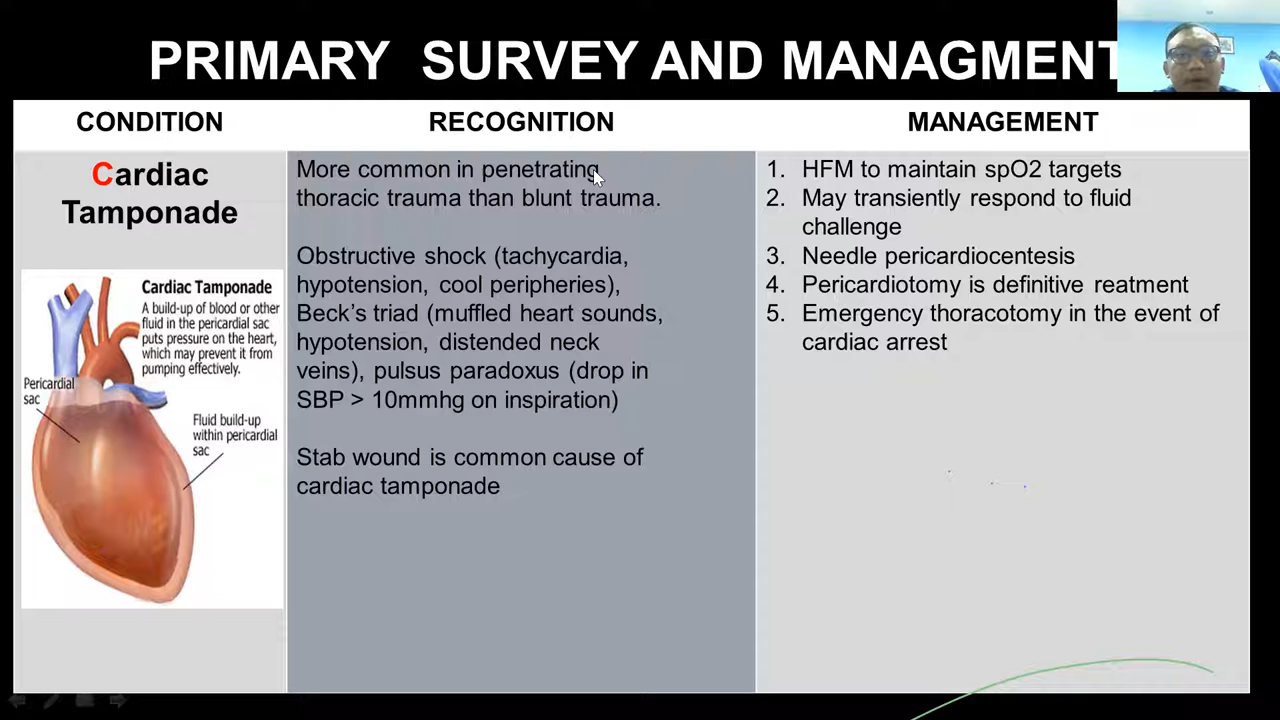 PRIMARY SURVEY AND MANAGMENT
CONDITION
RECOGNITION
MANAGEMENT
Cardiac
Tamponade
Cardiac Tamponade
A build-up of blood or other
fluid in the pericardial sac
puts pressure on the heart,
which may prevent it from
pumping effectively.
Pericardial
sac
Fluid build-up
within pericardial
sac
More common in penetrating
thoracic trauma than blunt trauma.
Obstructive shock (tachycardia,
hypotension, cool peripheries),
Beck’s triad (muffled heart sounds,
hypotension, distended neck
veins), pulsus paradoxus (drop in
SBP > 10mmhg on inspiration)
Stab wound is common cause of
cardiac tamponade
1. HFM to maintain spO2 targets
2. May transiently respond to fluid
challenge
3. Needle pericardiocentesis
4. Pericardiotomy is definitive reatment
5. Emergency thoracotomy in the event of
cardiac arrest